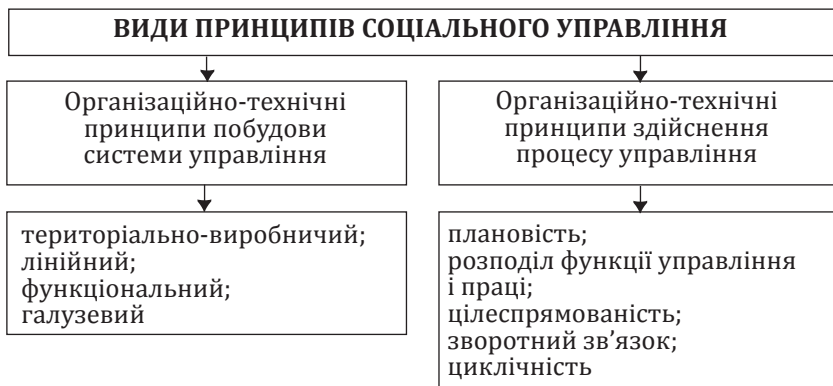 ВИДИ ПРИНЦИПІВ СОЦІАЛЬНОГО УПРАВЛІННЯ
Організаційно-технічні
принципи побудови
системи управління
Організаційно-технічні
принципи здійснення
процесу управління
територіально-виробничий;
лінійний;
функціональний;
галузевий
плановість;
розподіл функції управління
і праці;
цілеспрямованість;
зворотний зв’язок;
циклічність